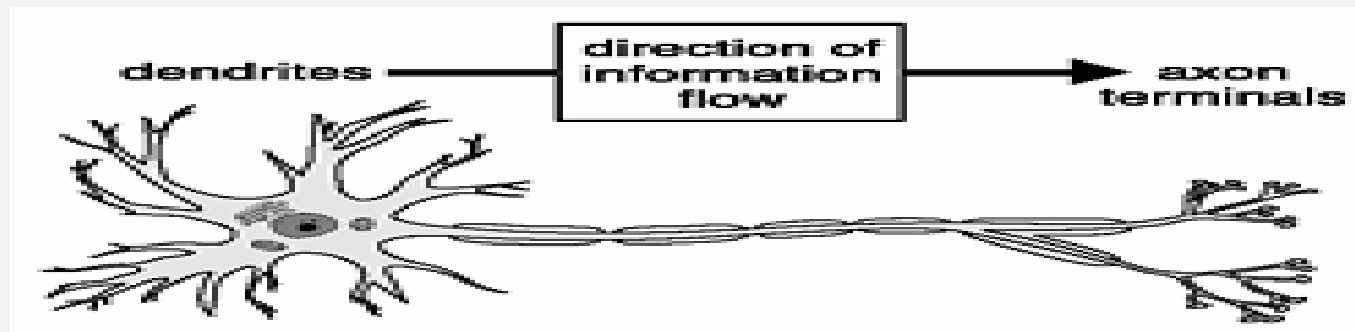 dendrites
direction of
information
flow
axon
terminals